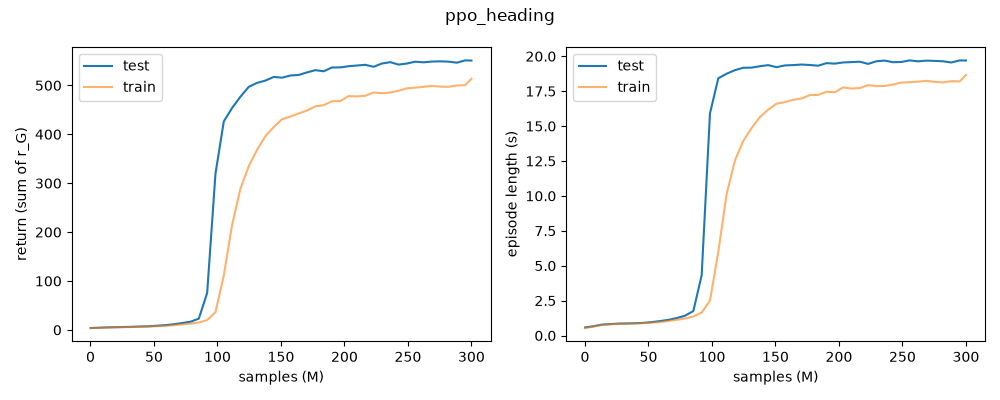 ppo_heading
test
train
return (sum of r_G)
500
400
300
200
100
0
0 50 100 150 200 250 300
samples (M)
test
train
episode length (s)
20.0
17.5
15.0
12.5
10.0
7.5
5.0
2.5
0.0
0 50 100 150 200 250 300
samples (M)